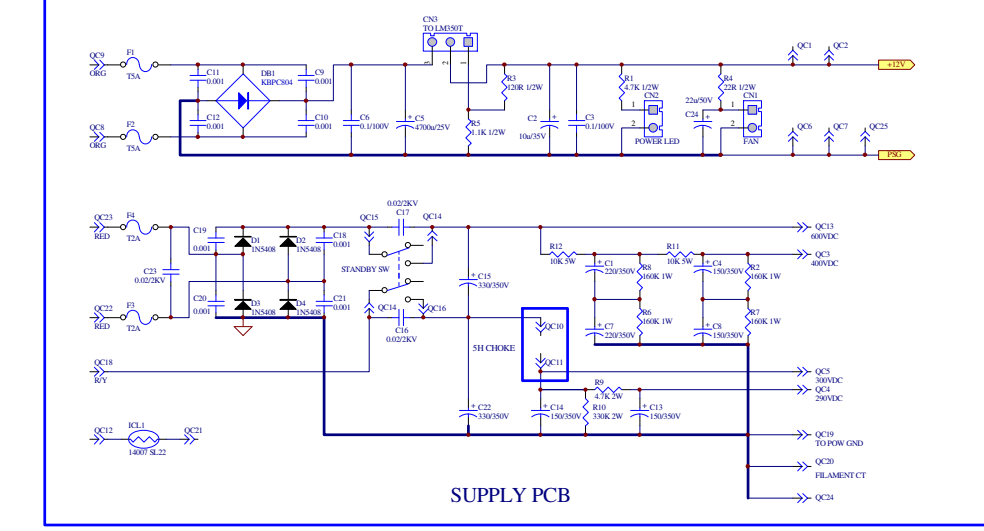 CN3
TO LM350T
3
2
1
QC9
ORG
F1
T5A
C11
0.001
DB1
KBPC804
C9
0.001
C12
0.001
C10
0.001
QC8
ORG
F2
T5A
C6
0.1/100V
C5
4700u/25V
R3
120R 1/2W
R5
1.1K 1/2W
C2
10u/35V
C3
0.1/100V
R1
4.7K 1/2W
CN2
1
2
POWER LED
R4
22R 1/2W
22u/50V
C24
CN1
1
2
FAN
QC1
QC2
+12V
QC6
QC7
QC25
PSG
QC23
RED
F4
T2A
C19
0.001
D1
1N5408
D2
1N5408
C18
0.001
C23
0.02/2KV
C20
0.001
D3
1N5408
D4
1N5408
C21
0.001
QC22
RED
F3
T2A
0.02/2KV
C17
QC15
QC14
STANDBY SW
QC14
QC16
C16
0.02/2KV
C15
330/350V
QC18
R/Y
QC12
ICL1
14007 SL22
QC21
QC10
5H CHOKE
QC11
C22
330/350V
C14
150/350V
R9
4.7K 2W
R10
330K 2W
C13
150/350V
R12
10K 5W
C1
220/350V
R8
160K 1W
R11
10K 5W
C4
150/350V
R2
160K 1W
C7
220/350V
R6
160K 1W
C8
150/350V
R7
160K 1W
QC13
600VDC
QC3
400VDC
QC5
300VDC
QC4
290VDC
QC19
TO POW GND
QC20
FILAMENT CT
QC24
SUPPLY PCB